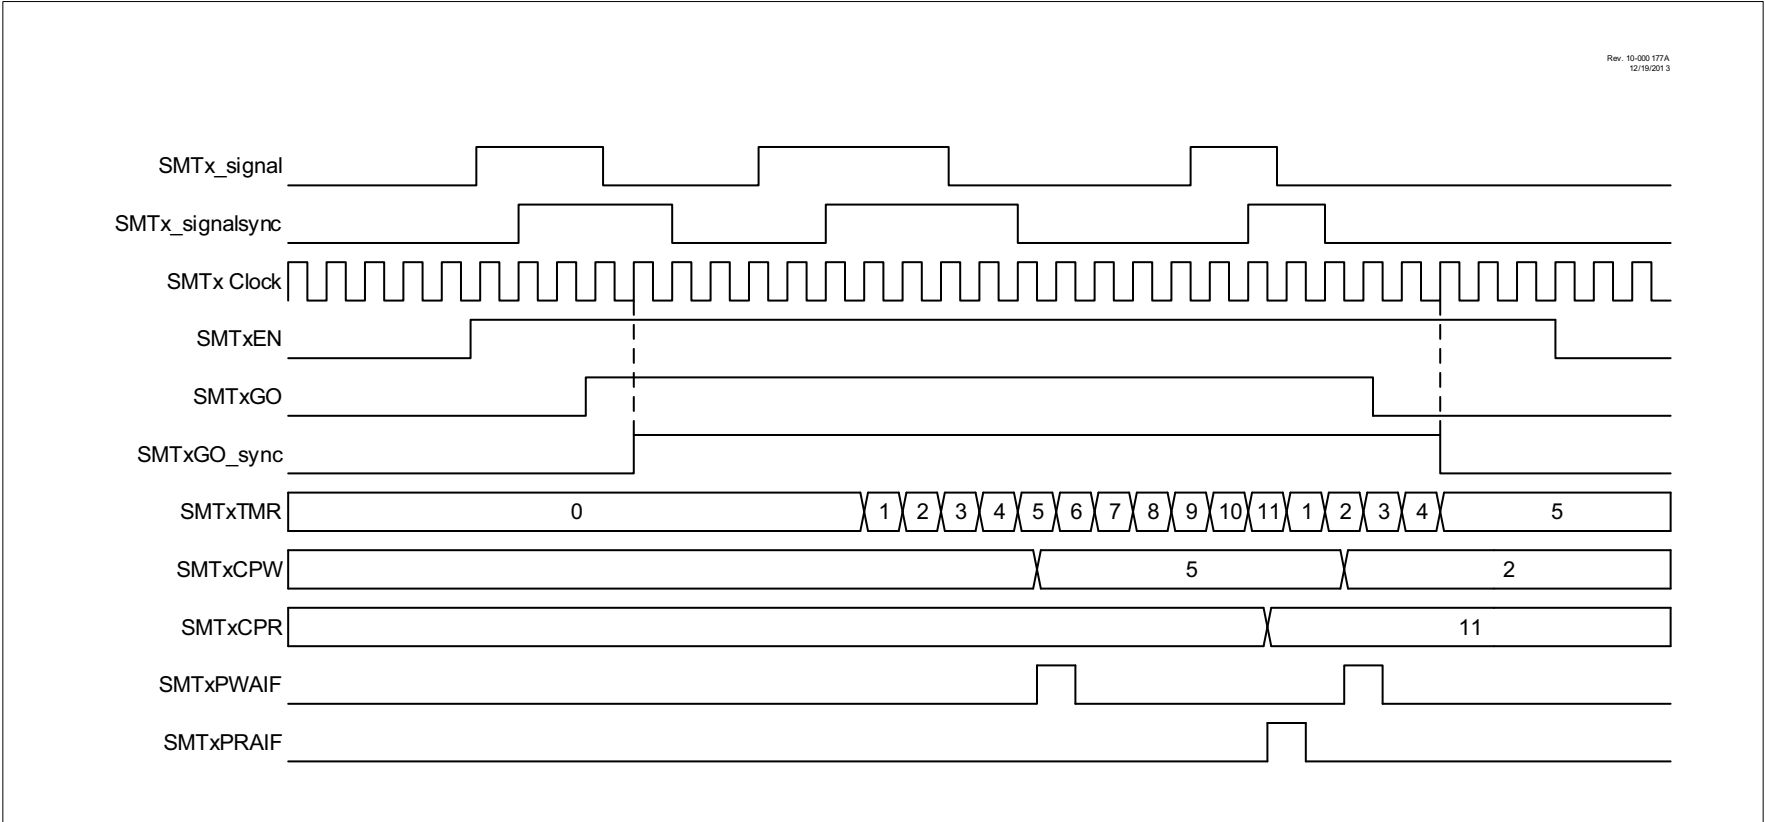 Rev. 10-000 177A
12/19/201 3
SMTx_signal
SMTx_signalsync
SMTx Clock
SMTxEN
SMTxGO
SMTxGO_sync
SMTxTMR 0 1 2 3 4 5 6 7 8 9 10 11 1 2 3 4 5
SMTxCPW 5 2
SMTxCPR 11
SMTxPWAIF
SMTxPRAIF